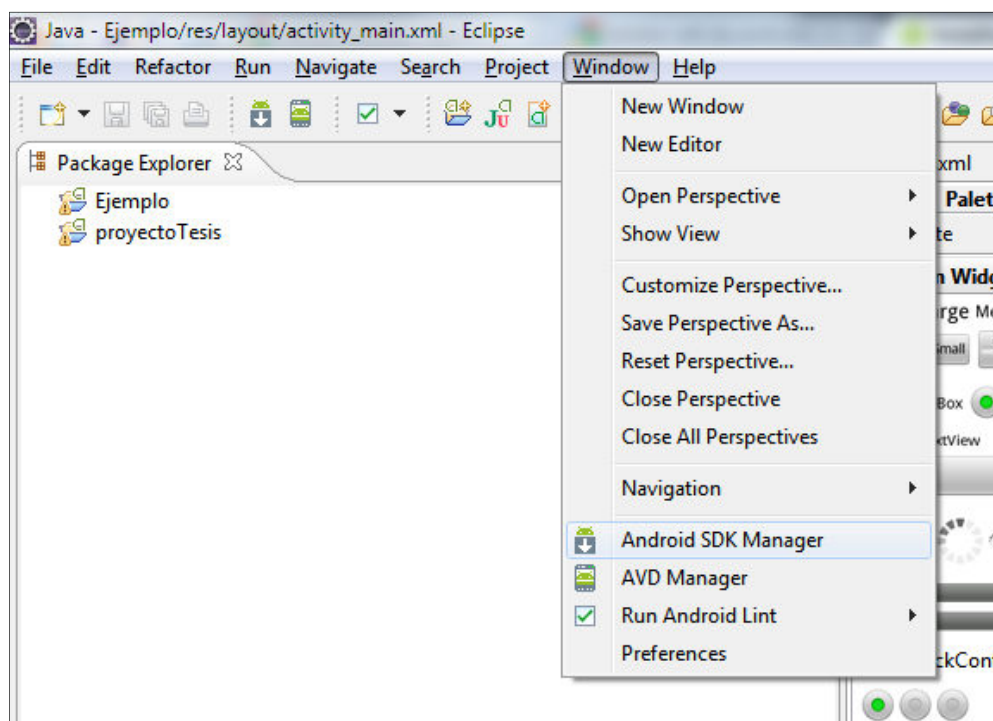 Java - Ejemplo/res/layout/activity_main.xml - Eclipse
File Edit Refactor Run Navigate Search Project Window Help
Package Explorer
Ejemplo
proyectoTesis
New Window
New Editor
Open Perspective
Show View
Customize Perspective...
Save Perspective As...
Reset Perspective...
Close Perspective
Close All Perspectives
Navigation
Android SDK Manager
AVD Manager
Run Android Lint
Preferences
xml
Palet
te
n Widg
rge Me
Small
Box
xtView
ckCon